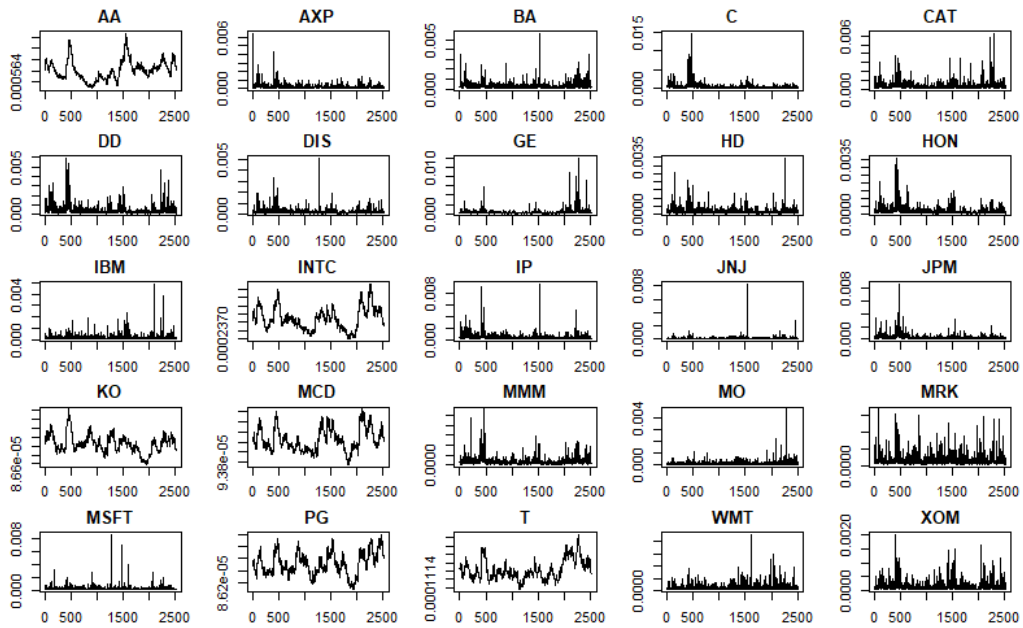 AA AXP BA C CAT
0.000564 0.000 0.006 0.000 0.005 0.000 0.015 0.000 0.006
0 500 1500 2500 0 500 1500 2500 0 500 1500 2500 0 500 1500 2500 0 500 1500 2500
DD DIS GE HD HON
0.000 0.005 0.000 0.005 0.000 0.010 0.0000 0.0035 0.0000 0.0035
0 500 1500 2500 0 500 1500 2500 0 500 1500 2500 0 500 1500 2500 0 500 1500 2500
IBM INTC IP JNJ JPM
0.000 0.004 0.0002370 0.000 0.008 0.000 0.008 0.000 0.008
0 500 1500 2500 0 500 1500 2500 0 500 1500 2500 0 500 1500 2500 0 500 1500 2500
KO MCD MMM MO MRK
8.66e-05 9.38e-05 0.0000 0.000 0.004 0.0000
0 500 1500 2500 0 500 1500 2500 0 500 1500 2500 0 500 1500 2500 0 500 1500 2500
MSFT PG T WMT XOM
0.000 0.008 8.62e-05 0.0001114 0.0000 0.0000 0.0020
0 500 1500 2500 0 500 1500 2500 0 500 1500 2500 0 500 1500 2500 0 500 1500 2500